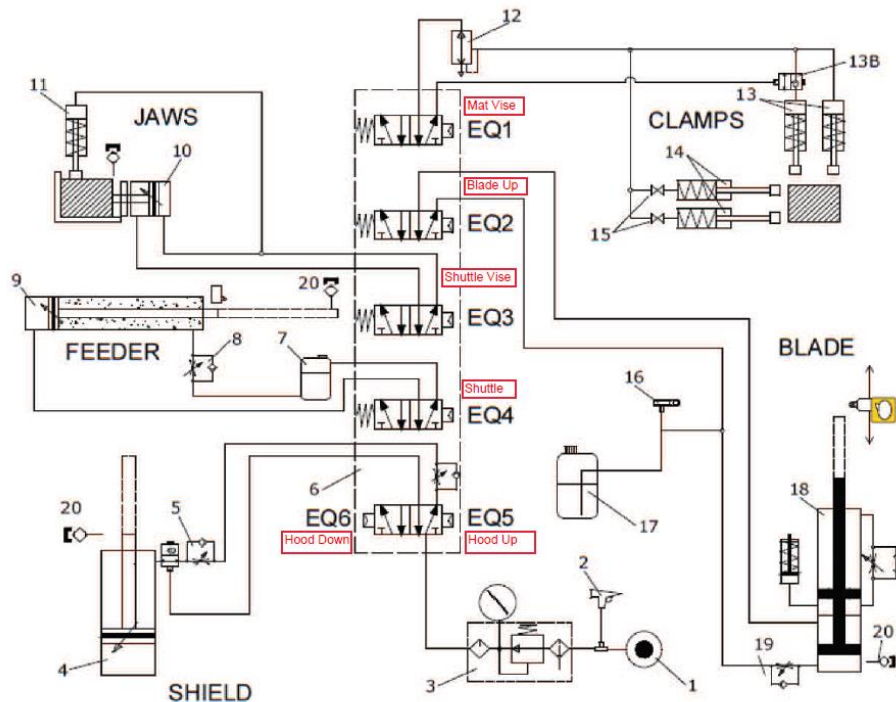 12
13B
11
JAWS
Mat Vise
EQ1
13
CLAMPS
10
14
Blade Up
EQ2
15
Shuttle Vise
9
20
EQ3
FEEDER
8
7
BLADE
Shuttle
EQ4
16
6
EQ6
EQ5
17
18
20
5
Hood Down
Hood Up
2
4
3
1
19
20
SHIELD